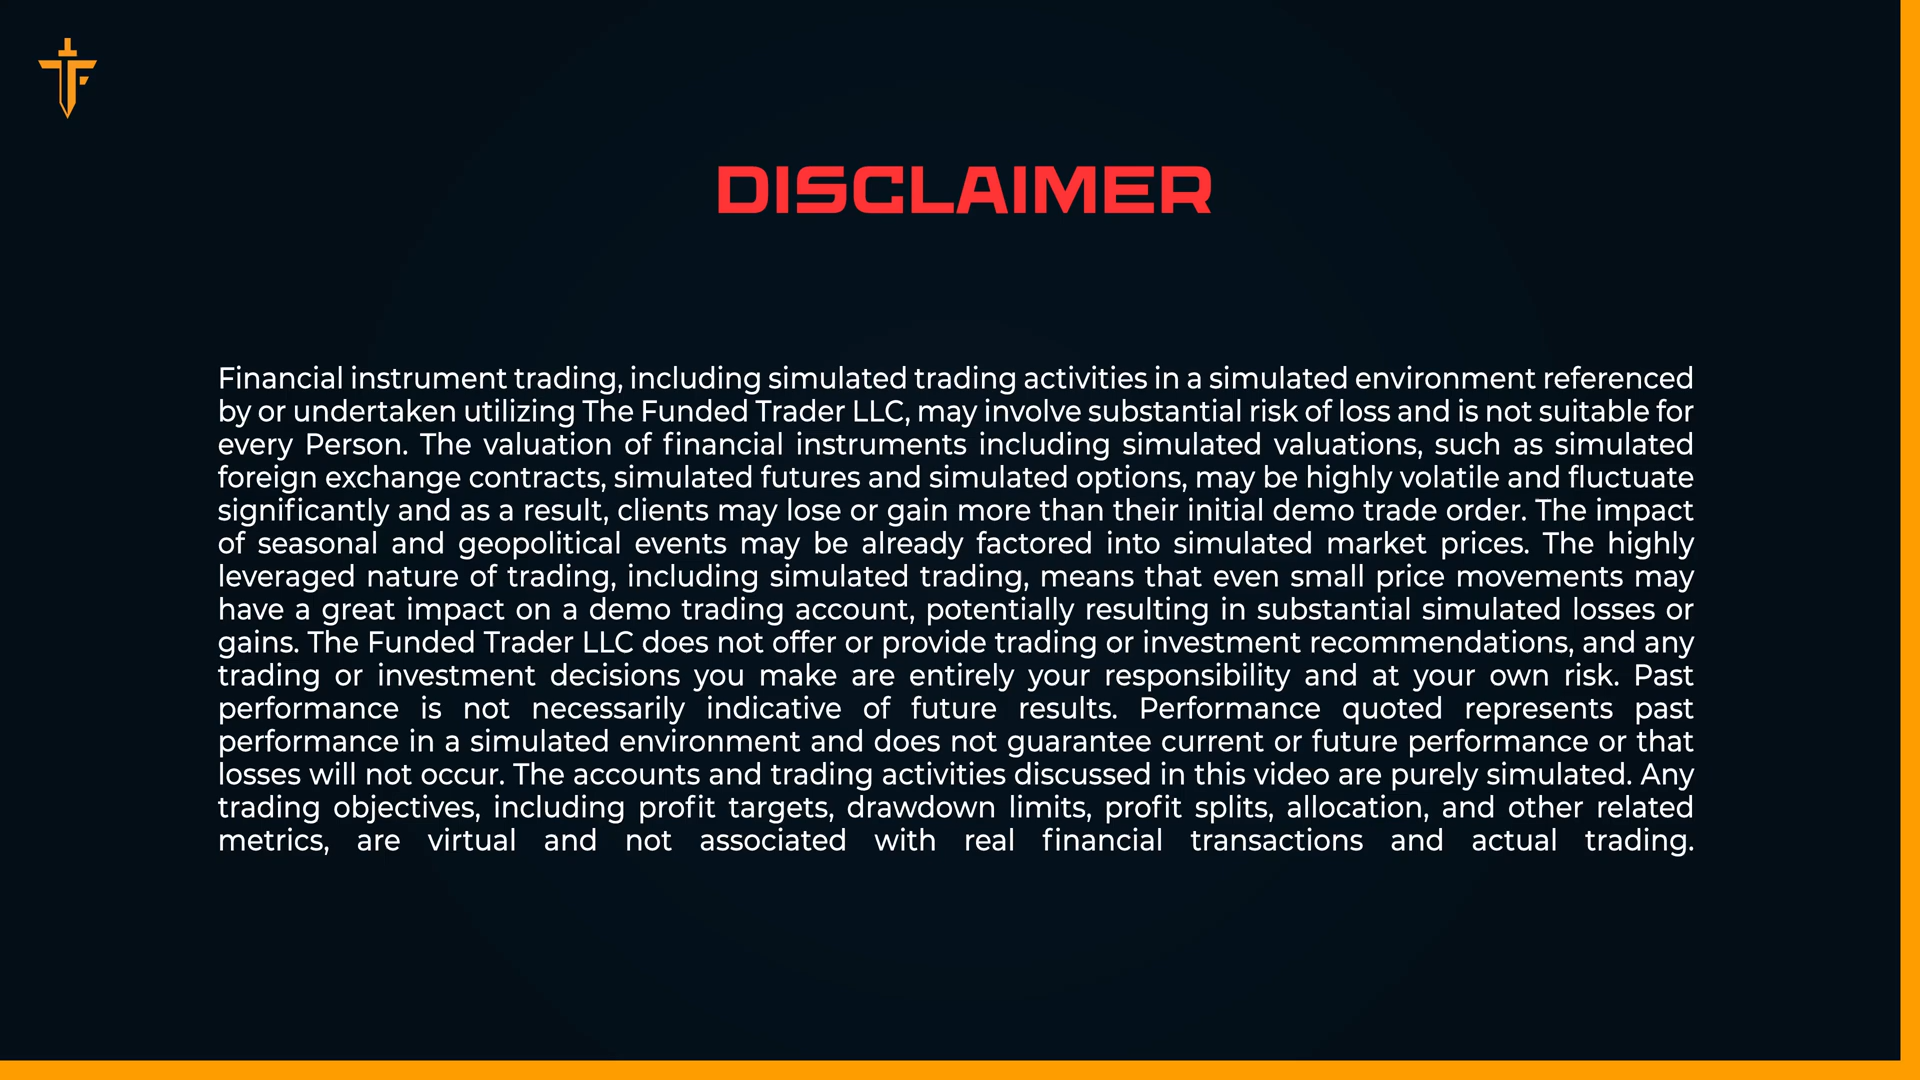 DISCLAIMER
Financial instrument trading, including simulated trading activities in a simulated environment referenced
by or undertaken utilizing The Funded Trader LLC, may involve substantial risk of loss and is not suitable for
every Person. The valuation of financial instruments including simulated valuations, such as simulated
foreign exchange contracts, simulated futures and simulated options, may be highly volatile and fluctuate
significantly and as a result, clients may lose or gain more than their initial demo trade order. The impact
of seasonal and geopolitical events may be already factored into simulated market prices. The highly
leveraged nature of trading, including simulated trading, means that even small price movements may
have a great impact on a demo trading account, potentially resulting in substantial simulated losses or
gains. The Funded Trader LLC does not offer or provide trading or investment recommendations, and any
trading or investment decisions you make are entirely your responsibility and at your own risk. Past
performance is not necessarily indicative of future results. Performance quoted represents past
performance in a simulated environment and does not guarantee current or future performance or that
losses will not occur. The accounts and trading activities discussed in this video are purely simulated. Any
trading objectives, including profit targets, drawdown limits, profit splits, allocation, and other related
metrics, are virtual and not associated with real financial transactions and actual trading.